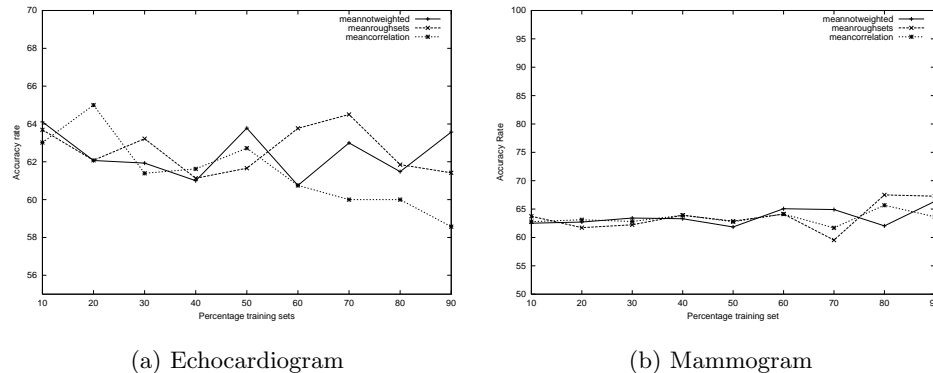 70
68
66
64
62
60
58
56
Accuracy rate
10 20 30 40 50 60 70 80 90
Percentage training sets
meannotweighted
meanroughsets
meancorrelation
(a) Echocardiogram
100
95
90
85
80
75
70
65
60
55
50
Accuracy Rate
10 20 30 40 50 60 70 80 9
Percentage training set
meannotweighted
meanroughsets
meancorrelation
(b) Mammogram